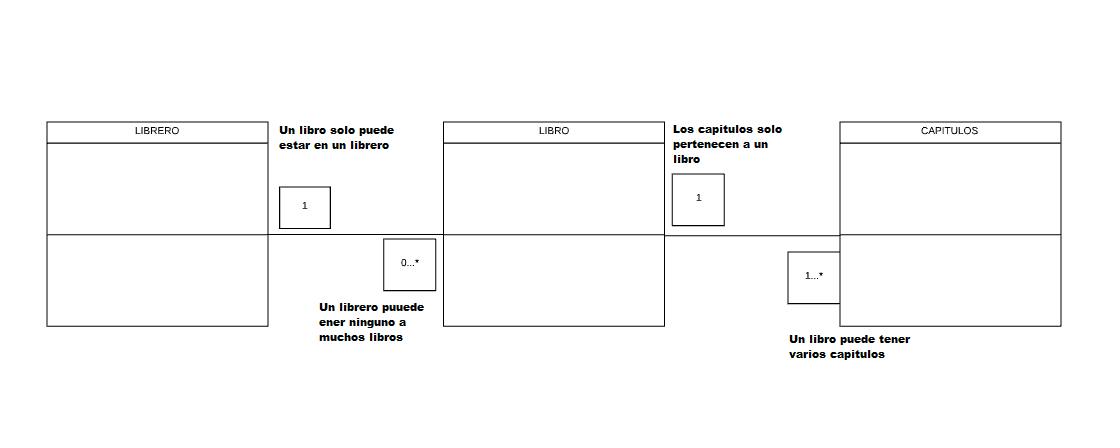 LIBRERO
Un libro solo puede
estar en un librero
1
0...*
Un librero puuede
ener ninguno a
muchos libros
LIBRO
Los capitulos solo
pertenecen a un
libro
1
1...*
Un libro puede tener
varios capitulos
CAPITULOS